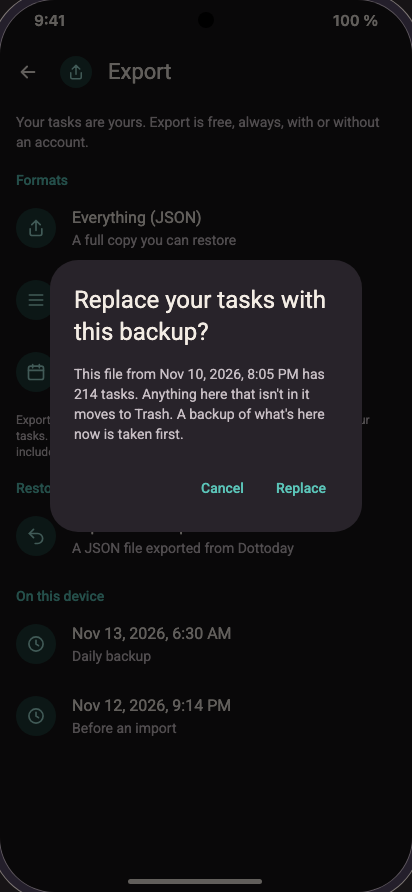 9:41
100 %
Export
Your tasks are yours. Export is free, always, with or without
an account.
Formats
Everything (JSON)
A full copy you can restore
Replace your tasks with
this backup?
This file from Nov 10, 2026, 8:05 PM has
214 tasks. Anything here that isn't in it
moves to Trash. A backup of what's here
now is taken first.
Cancel
Replace
Export
tasks.
A JSON file exported from Dottoday
On this device
Nov 13, 2026, 6:30 AM
Daily backup
Nov 12, 2026, 9:14 PM
Before an import